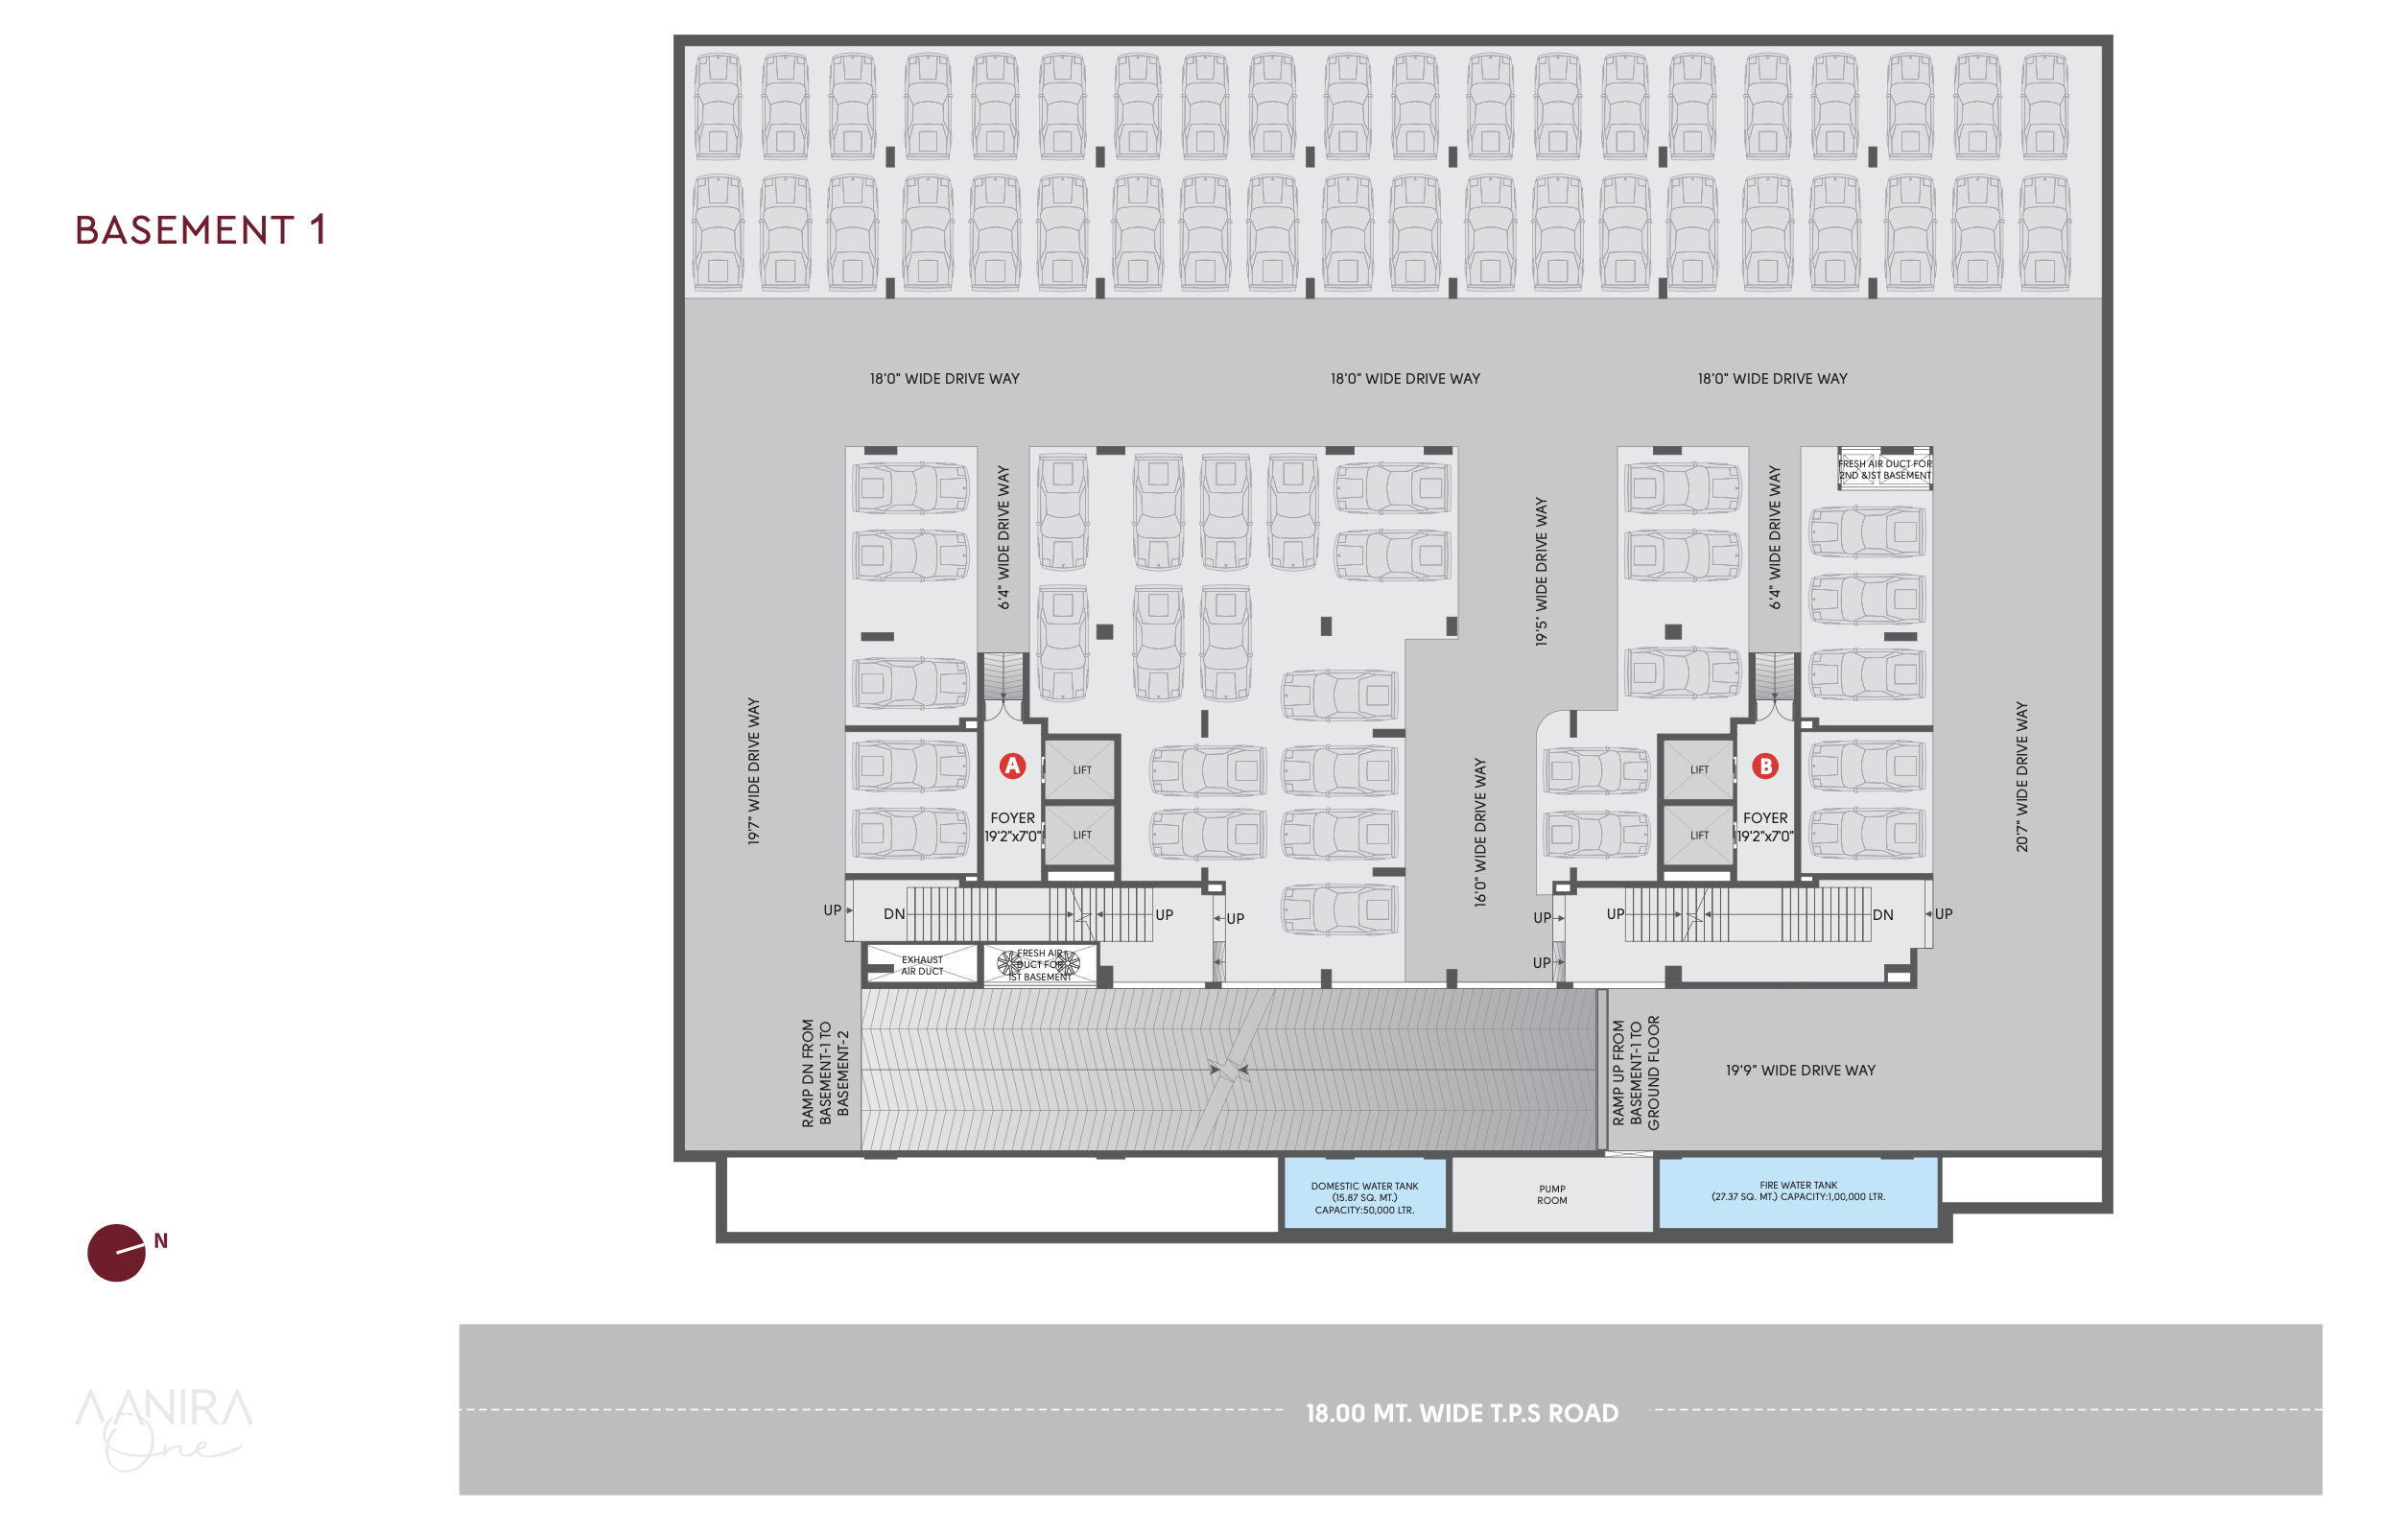 BASEMENT 1
18'0" WIDE DRIVE WAY
18'0" WIDE DRIVE WAY
18'0" WIDE DRIVE WAY
6'4" WIDE DRIVE WAY
19'5" WIDE DRIVE WAY
6'4" WIDE DRIVE WAY
FRESH AIR DUCT FOR
2ND &1ST BASEMENT
19'7" WIDE DRIVE WAY
A
LIFT
FOYER
19'2"x7'0"
LIFT
16'0" WIDE DRIVE WAY
LIFT
B
LIFT
FOYER
19'2"x7'0"
20'7" WIDE DRIVE WAY
UP
DN
UP
UP
UP
UP
DN
UP
UP
EXHAUST
AIR DUCT
FRESH AIR
DUCT FOR
1ST BASEMENT
RAMP DN FROM
BASEMENT-1 TO
BASEMENT-2
RAMP UP FROM
BASEMENT-1 TO
GROUND FLOOR
19'9" WIDE DRIVE WAY
DOMESTIC WATER TANK
(15.87 SQ. MT.)
CAPACITY:50,000 LTR.
PUMP
ROOM
FIRE WATER TANK
(27.37 SQ. MT.) CAPACITY:1,00,000 LTR.
N
AANIRA
One
18.00 MT. WIDE T.P.S ROAD